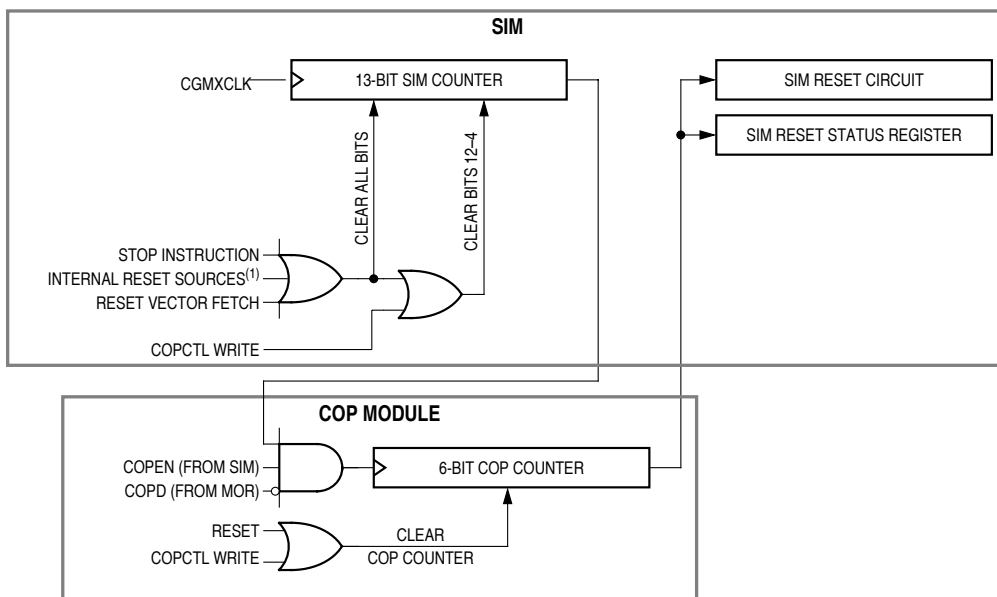 SIM
CGMXCLK
13-BIT SIM COUNTER
SIM RESET CIRCUIT
SIM RESET STATUS REGISTER
CLEAR ALL BITS
CLEAR BITS 12–4
STOP INSTRUCTION
INTERNAL RESET SOURCES(1)
RESET VECTOR FETCH
COPCTL WRITE
COP MODULE
COPEN (FROM SIM)
COPD (FROM MOR)
6-BIT COP COUNTER
RESET
COPCTL WRITE
CLEAR
COP COUNTER